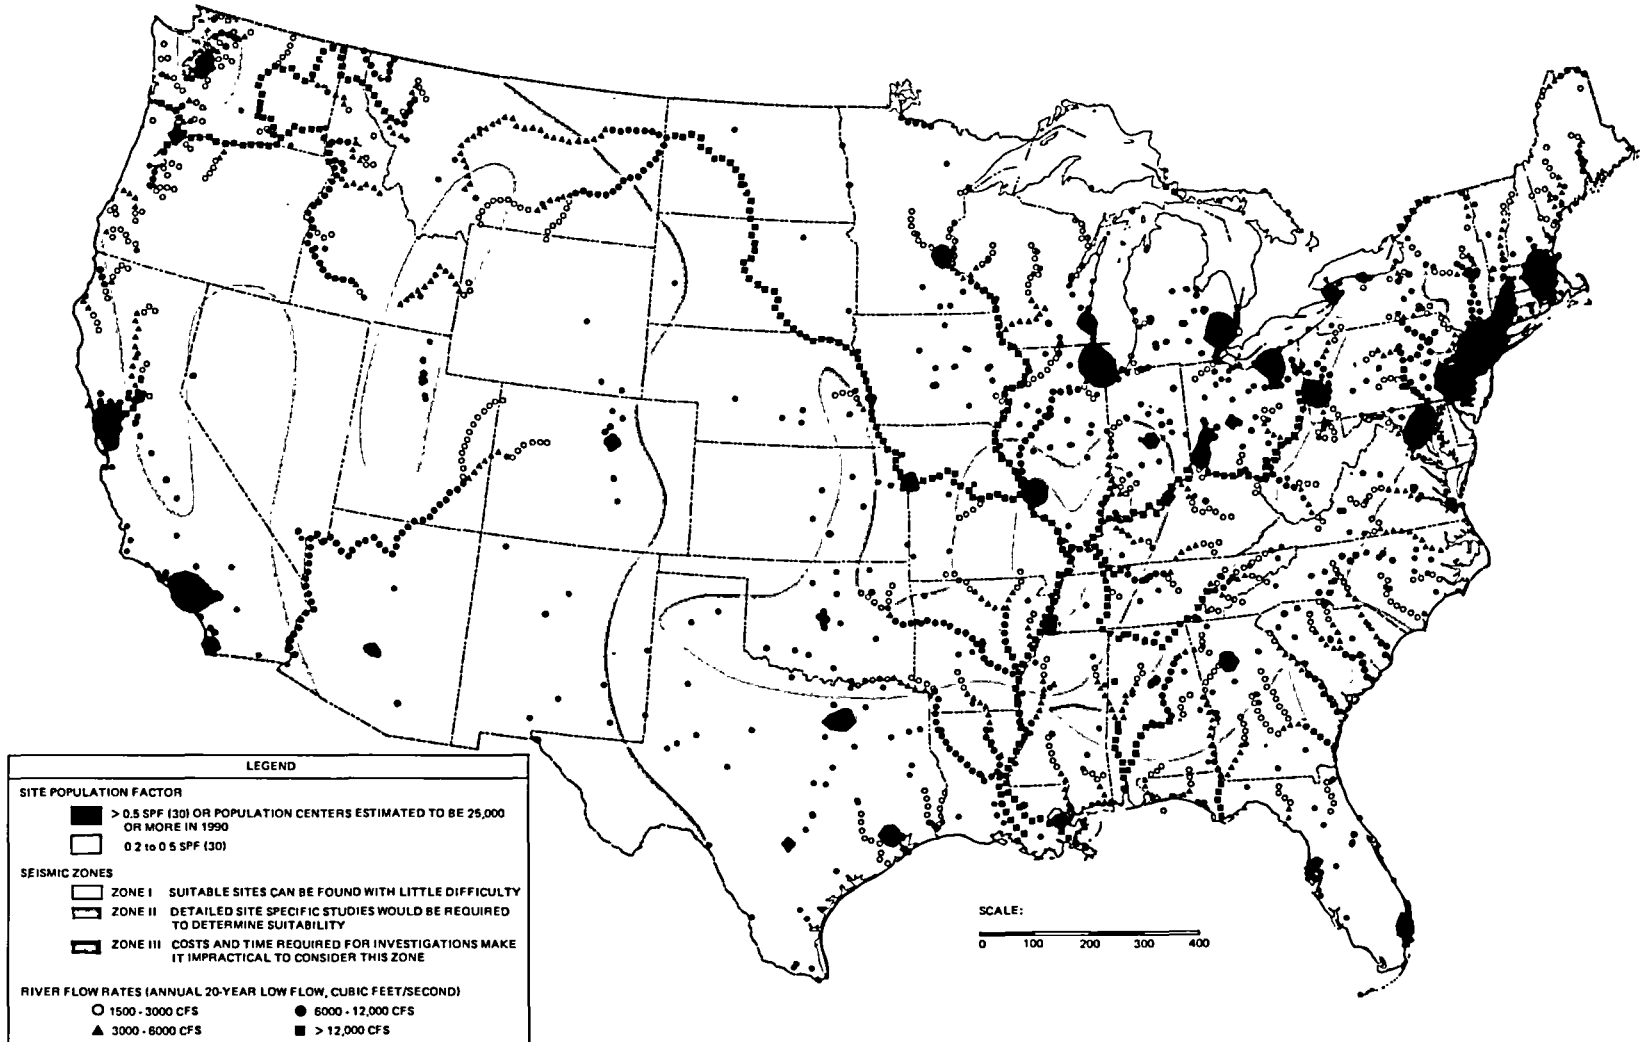 LEGEND
SITE POPULATION FACTOR
> 0.5 SPF (30) OR POPULATION CENTERS ESTIMATED TO BE 25,000
OR MORE IN 1990
0.2 to 0.5 SPF (30)
SEISMIC ZONES
ZONE I SUITABLE SITES CAN BE FOUND WITH LITTLE DIFFICULTY
ZONE II DETAILED SITE SPECIFIC STUDIES WOULD BE REQUIRED
TO DETERMINE SUITABILITY
ZONE III COSTS AND TIME REQUIRED FOR INVESTIGATIONS MAKE
IT IMPRACTICAL TO CONSIDER THIS ZONE
RIVER FLOW RATES (ANNUAL 20-YEAR LOW FLOW, CUBIC FEET/SECOND)
1500 - 3000 CFS
6000 - 12,000 CFS
3000 - 6000 CFS
> 12,000 CFS
SCALE:
0 100 200 300 400